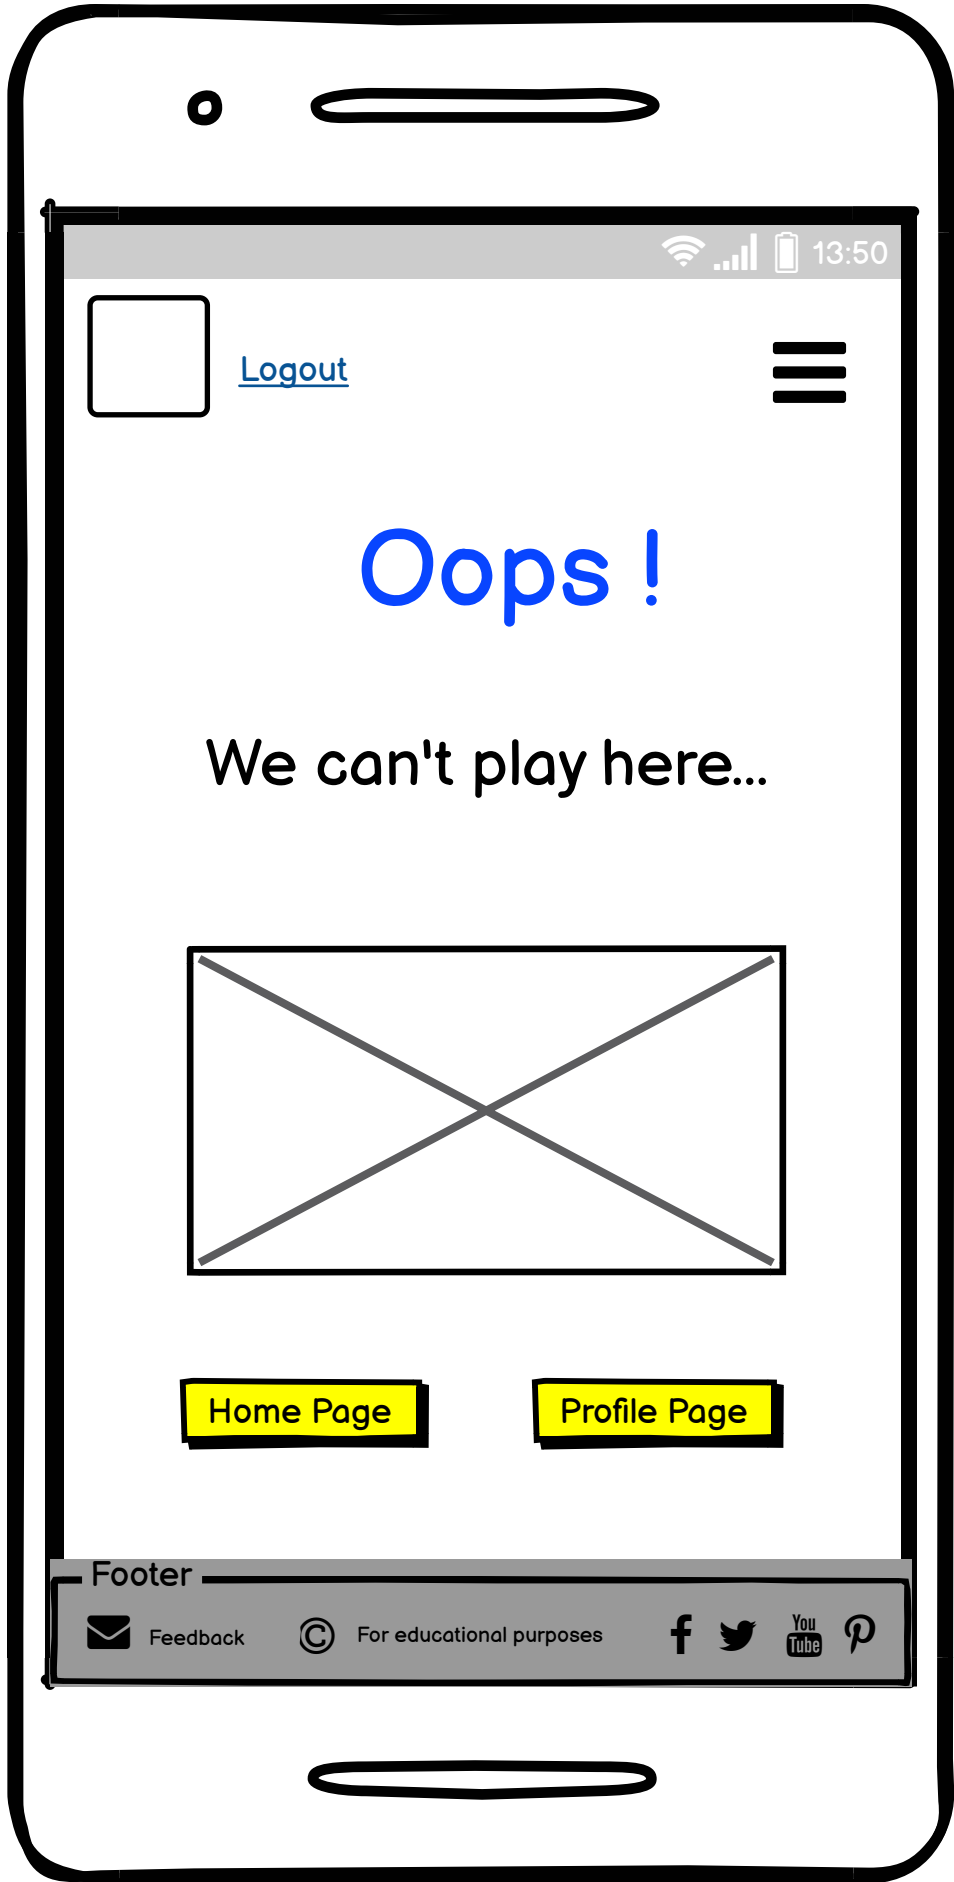 13:50
Logout
Oops !
We can't play here...
Home Page
Profile Page
Footer
Feedback
© For educational purposes
You
Tube